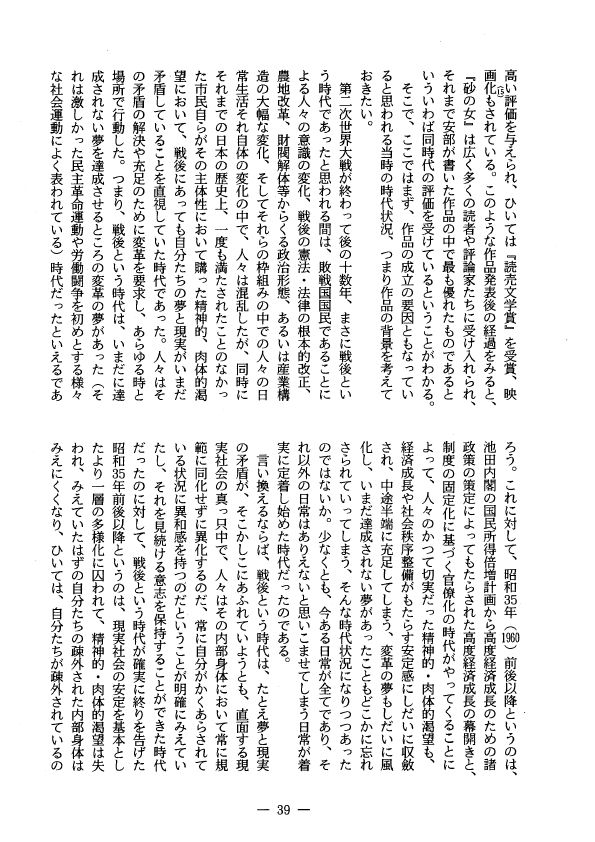 高い評価を与えられ、ひいては『読売文学賞』を受賞、映
画化もされている。⒂このような作品発表後の経過をみると、
『砂の女』は広く多くの読者や評論家たちに受け入れられ、
それまで安部が書いた作品の中で最も優れたものであると
いういわば同時代の評価を受けているということがわかる。
そこで、ここではまず、作品の成立の要因ともなってい
ると思われる当時の時代状況、つまり作品の背景を考えて
おきたい。
第二次世界大戦が終わって後の十数年、まさに戦後とい
う時代であったと思われる間は、敗戦国国民であることに
よる人々の意識の変化、戦後の憲法・法律の根本的改正、
農地改革、財閥解体等からくる政治形態、あるいは産業構
造の大幅な変化、そしてそれらの枠組みの中での人々の日
常生活それ自体の変化の中で、人々は混乱したが、同時に
それまでの日本の歴史上、一度も満たされたことのなかっ
た市民自らがその主体性において購った精神的、肉体的渇
望において、戦後にあっても自分たちの夢と現実がいまだ
矛盾していることを直視していた時代であった。人々はそ
の矛盾の解決や充足のために変革を要求し、あらゆる時と
場所で行動した。つまり、戦後という時代は、いまだに達
成されない夢を達成させるところの変革の夢があった（そ
れは激しかった民主革命運動や労働闘争を初めとする様々
な社会運動によく表われている）時代だったといえるであ
ろう。これに対して、昭和35年（1960）前後以降というのは、
池田内閣の国民所得倍増計画から高度経済成長のための諸
政策の策定によってもたらされた高度経済成長の幕開きと、
制度の固定化に基づく官僚化の時代がやってくることに
よって、人々のかつて切実だった精神的・肉体的渇望も、
経済成長や社会秩序整備がもたらす安定感にしだいに収斂
され、中途半端に充足してしまう、変革の夢もしだいに風
化し、いまだ達成されない夢があったこともどこかに忘れ
さられていってしまう、そんな時代状況になりつつあった
のではないか。少なくとも、今ある日常が全てであり、そ
れ以外の日常はありえないと思いこませてしまう日常が着
実に定着し始めた時代だったのである。
言い換えるならば、戦後という時代は、たとえ夢と現実
の矛盾が、そこかしこにあふれていようとも、直面する現
実社会の真っ只中で、人々はその内部身体において常に規
範に同化せずに異化するのだ、常に自分がかくあらされて
いる状況に異和感を持つのだということが明確にみえてい
たし、それを見続ける意志を保持することができた時代
だったのに対して、戦後という時代が確実に終りを告げた
昭和35年前後以降というのは、現実社会の安定を基本とし
たより一層の多様化に囚われて、精神的・肉体的渇望は失
われ、みえていたはずの自分たちの疎外された内部身体は
みえにくくなり、ひいては、自分たちが疎外されているの
— 39 —